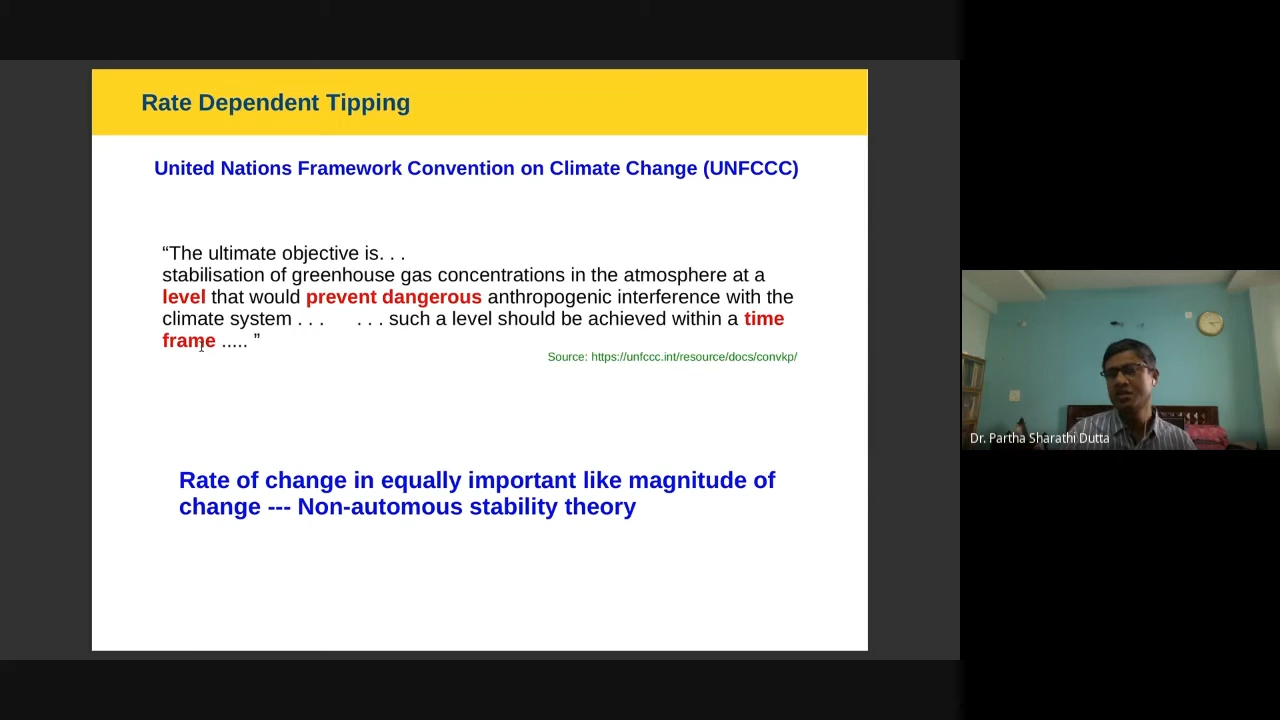 Rate Dependent Tipping
United Nations Framework Convention on Climate Change (UNFCCC)
“The ultimate objective is. . .
stabilisation of greenhouse gas concentrations in the atmosphere at a
level that would prevent dangerous anthropogenic interference with the
climate system . . . . . . such a level should be achieved within a time
frame ..... ”
Source: https://unfccc.int/resource/docs/convkp/
Rate of change in equally important like magnitude of
change --- Non-automous stability theory
Dr. Partha Sharathi Dutta